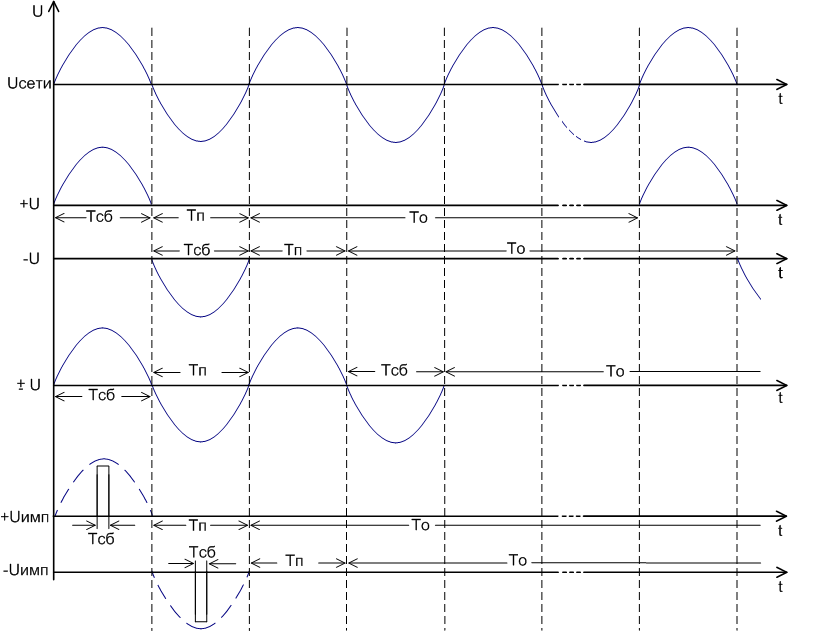 U
Uсети
t
+U
Тсб Тп То
t
Тсб Тп То
-U
t
Тп Тсб То
± U
Тсб
t
+Uимп
Тп То
t
Тсб
Тсб
Тп То
-Uимп
t